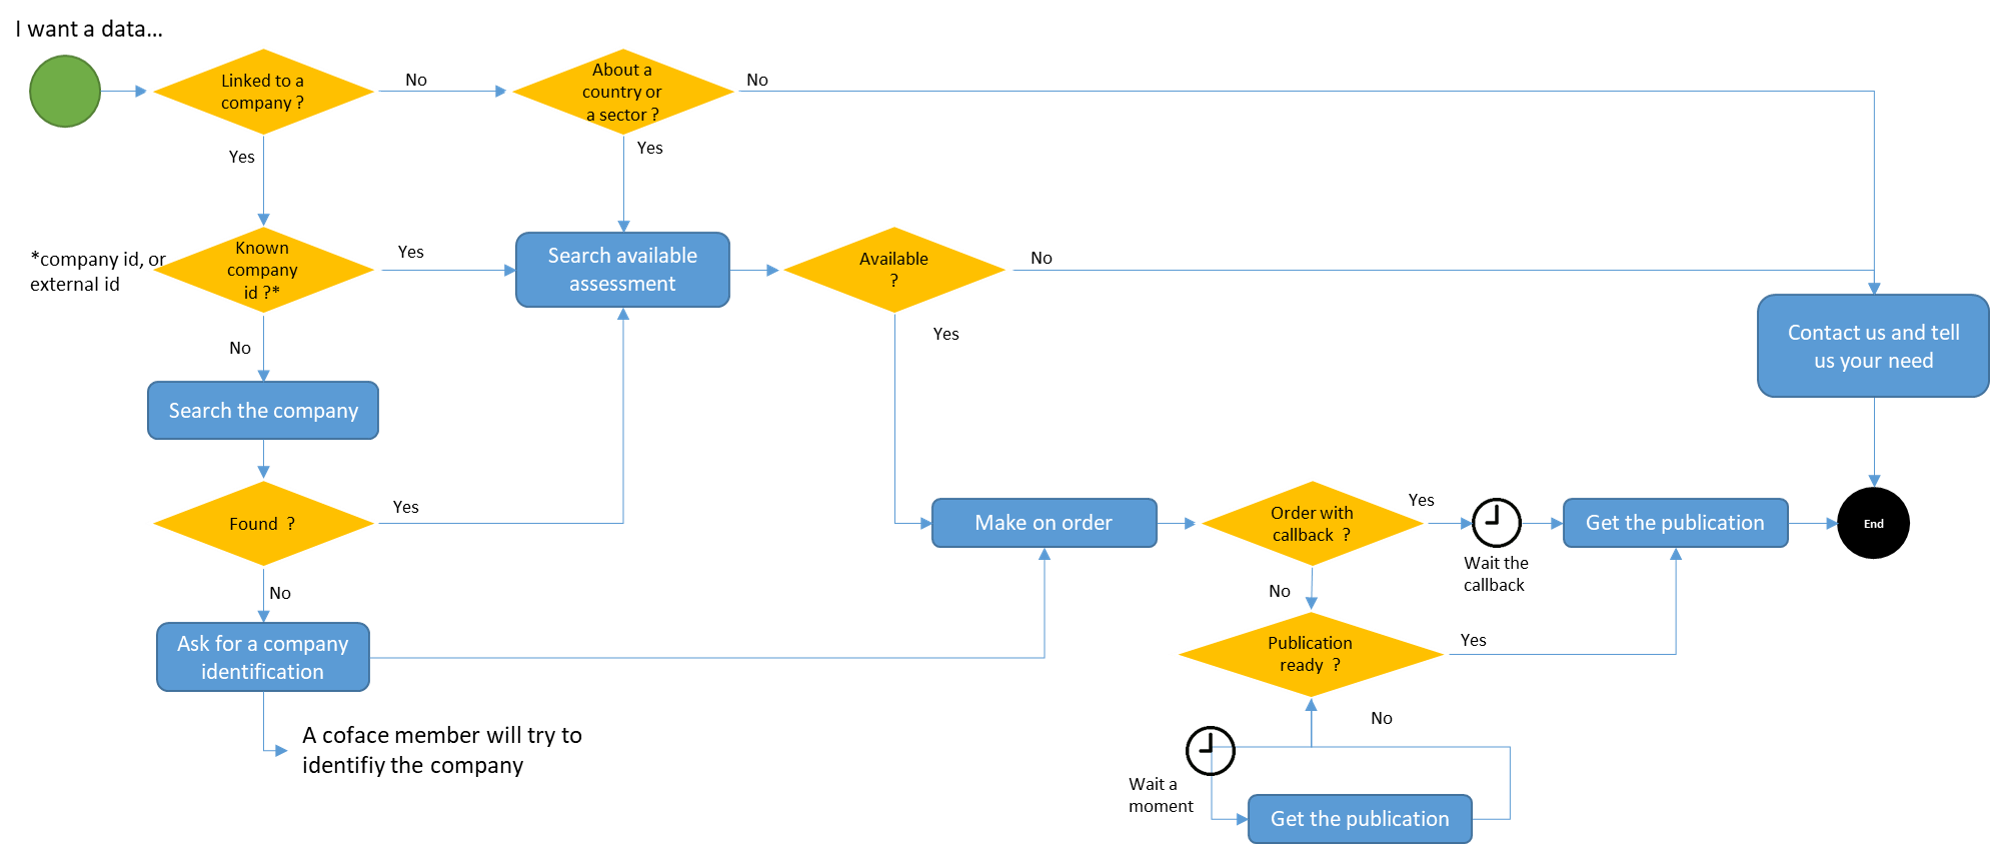 I want a data...
Linked to a
company ?
No
About a
country or
a sector ?
No
Yes
Yes
*company id, or
external id
Known
company
id ?*
Yes
Search available
assessment
Available
?
No
Yes
Contact us and tell
us your need
No
Search the company
Found ?
Yes
Make on order
Order with
callback ?
Yes
Wait the
callback
Get the publication
End
No
No
Ask for a company
identification
Publication
ready ?
Yes
A coface member will try to
identifiy the company
No
Wait a
moment
Get the publication